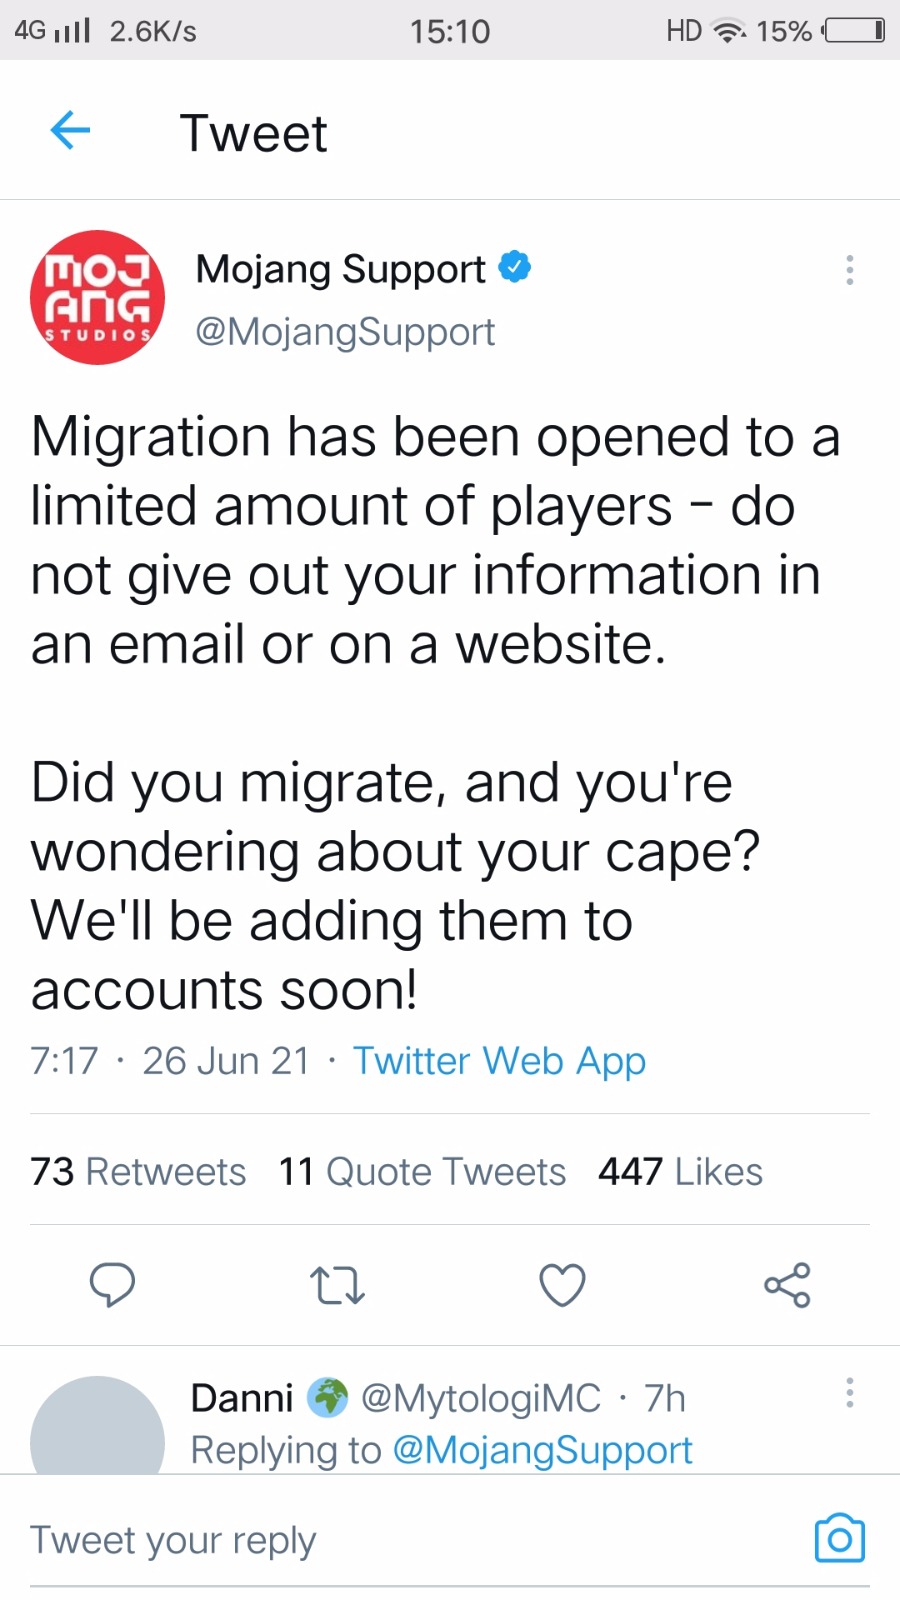 4G 2.6K/s 15:10 HD 15%
Tweet
MOJ
ANG
STUDIOS
Mojang Support
@MojangSupport
Migration has been opened to a
limited amount of players – do
not give out your information in
an email or on a website.
Did you migrate, and you're
wondering about your cape?
We'll be adding them to
accounts soon!
7:17 · 26 Jun 21 · Twitter Web App
73 Retweets 11 Quote Tweets 447 Likes
Danni 🌍 @MytologiMC · 7h
Replying to @MojangSupport
Tweet your reply